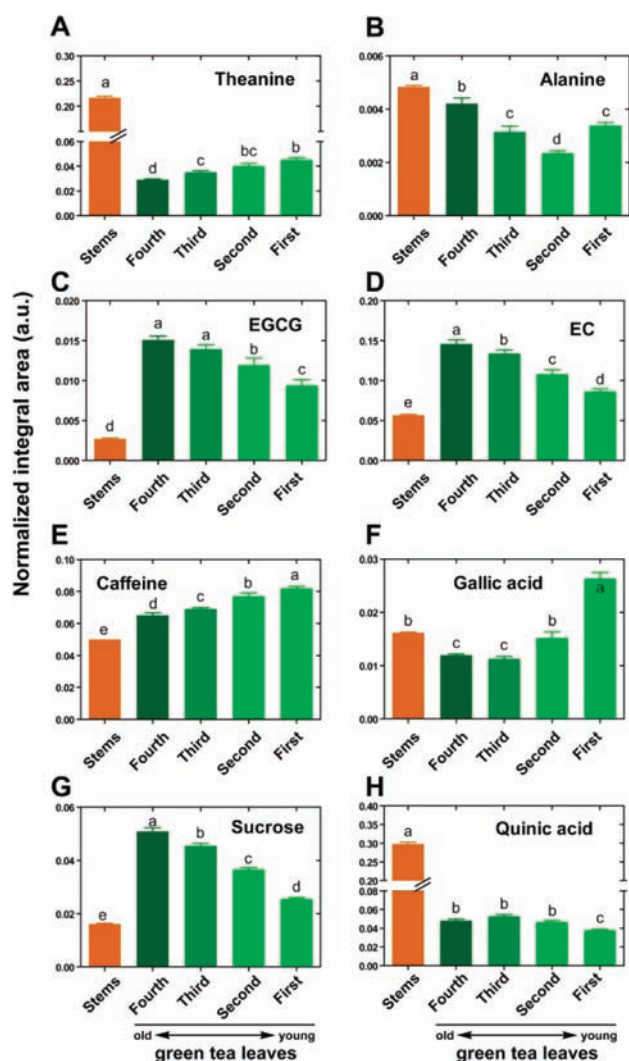 A
B
0.30
Theanine
a
0.20
0.06
0.04
0.02
0.00
d
c
bc
b
Stems
Fourth
Third
Second
First
0.006
Alanine
a
b
c
d
c
0.004
0.002
0.000
Stems
Fourth
Third
Second
First
Normalized integral area (a.u.)
C
D
0.020
EGCG
0.015
0.010
0.005
0.000
d
a
a
b
c
Stems
Fourth
Third
Second
First
0.20
EC
0.15
0.10
0.05
0.00
e
a
b
c
d
Stems
Fourth
Third
Second
First
E
F
0.10
Caffeine
0.08
0.06
0.04
0.02
0.00
e
d
c
b
a
Stems
Fourth
Third
Second
First
0.03
Gallic acid
0.02
0.01
0.00
b
c
c
b
a
Stems
Fourth
Third
Second
First
G
H
0.06
Sucrose
0.04
0.02
0.00
e
a
b
c
d
Stems
Fourth
Third
Second
First
0.40
Quinic acid
0.30
0.20
0.08
0.06
0.04
0.02
0.00
a
b
b
b
c
Stems
Fourth
Third
Second
First
old young
green tea leaves
old young
green tea leaves